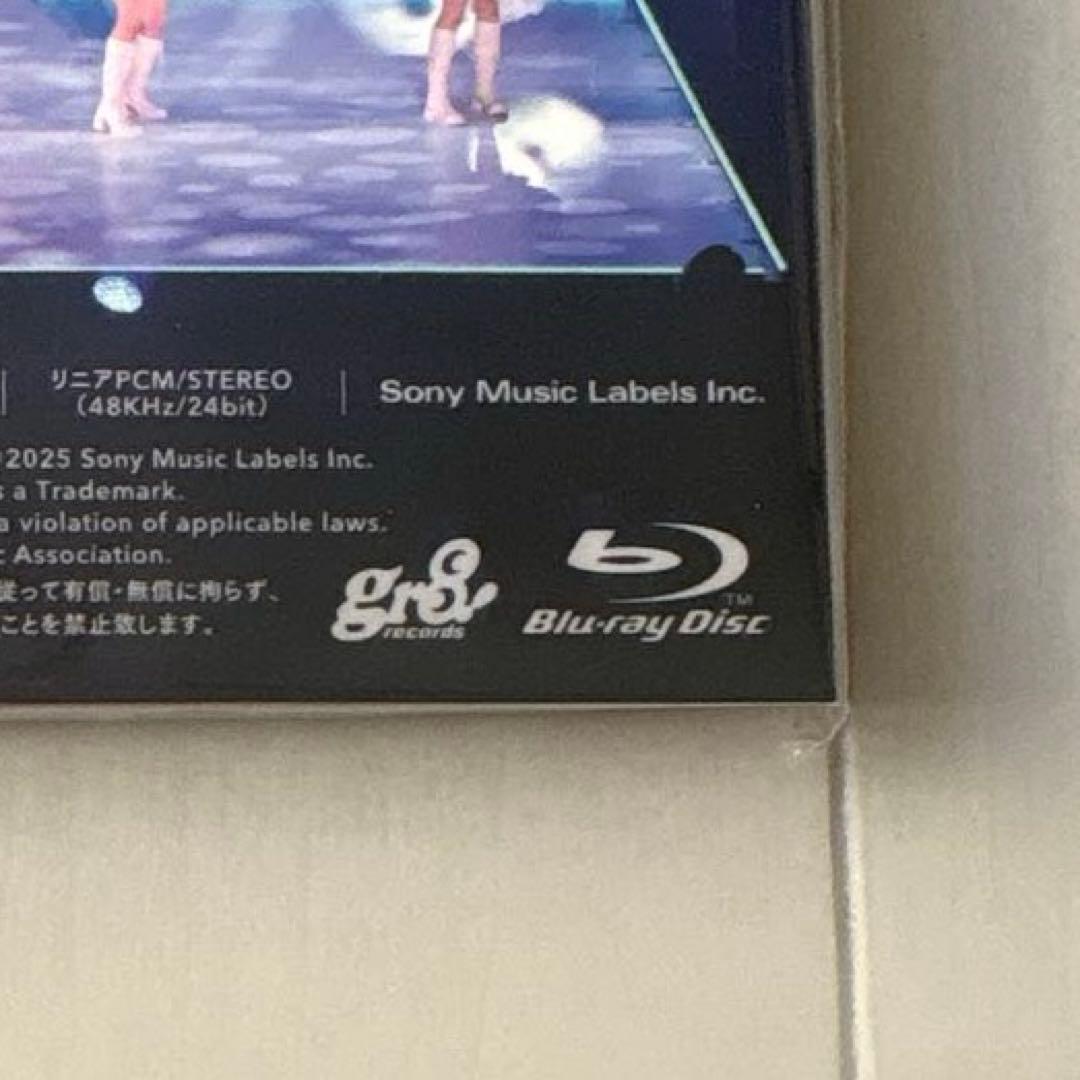 リニアPCM/STEREO
(48KHz/24bit)
Sony Music Labels Inc.
2025 Sony Music Labels Inc.
s a Trademark.
a violation of applicable laws.
c Association.
従って有償・無償に拘らず、
ことを禁止致します。
gr8!
records
Blu-ray Disc
TM